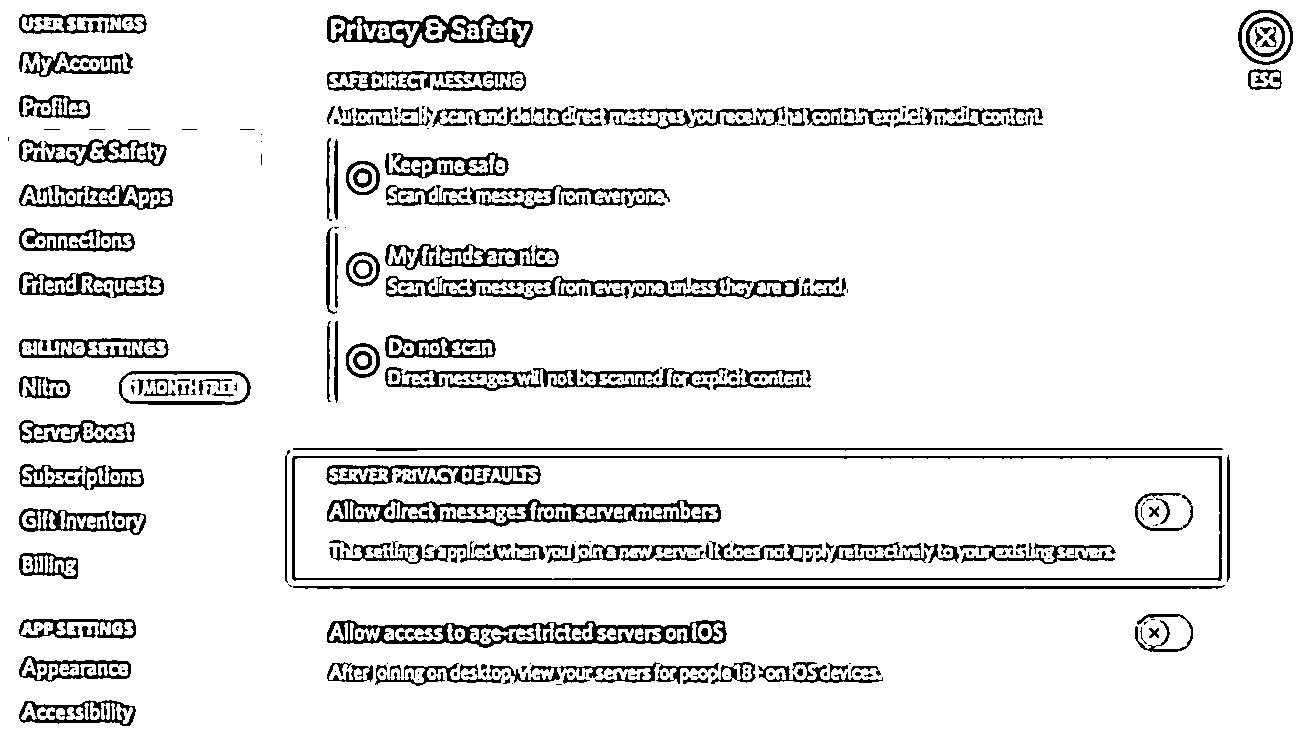 USER SETTINGS
My Account
Profiles
Privacy & Safety
Authorized Apps
Connections
Friend Requests
BILLING SETTINGS
Nitro
1 MONTH FREE
Server Boost
Subscriptions
Gift Inventory
Billing
APP SETTINGS
Appearance
Accessibility
Privacy & Safety
SAFE DIRECT MESSAGING
Automatically scan and delete direct messages you receive that contain explicit media content.
Keep me safe
Scan direct messages from everyone.
My friends are nice
Scan direct messages from everyone unless they are a friend.
Do not scan
Direct messages will not be scanned for explicit content.
SERVER PRIVACY DEFAULTS
Allow direct messages from server members
This setting is applied when you join a new server. It does not apply retroactively to your existing servers.
Allow access to age-restricted servers on iOS
After joining on desktop, view your servers for people 18+ on iOS devices.
ESC